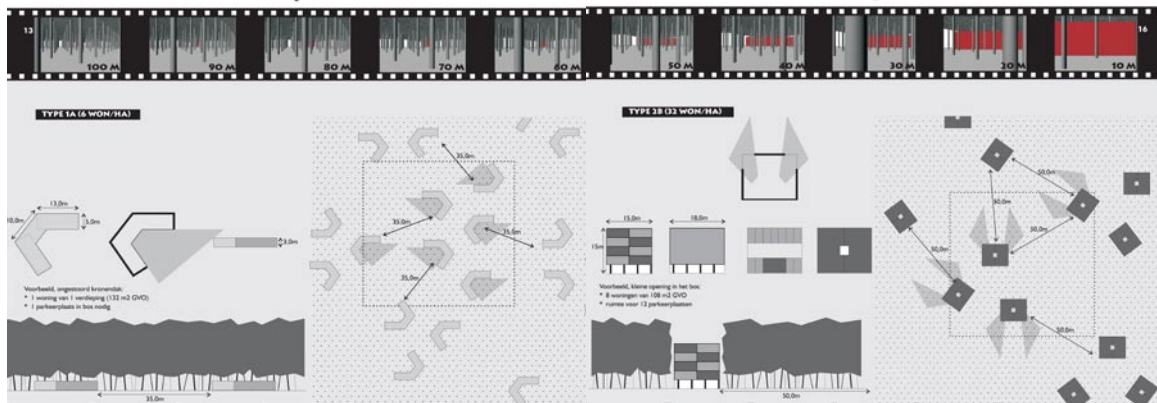 13
100 M
90 M
80 M
70 M
60 M
50 M
40 M
30 M
20 M
10 M
16
TYPE 1A (6 WON/HA)
13,0m
10,0m
5,0m
3,0m
Voorbeeld, ongestoord kronendak:
* 1 woning van 1 verdieping (132 m2 GVO)
* 1 parkeerplaats in bos nodig
35,0m
35,0m
35,0m
35,0m
35,0m
35,0m
TYPE 2B (32 WON/HA)
15,0m
18,0m
15m
Voorbeeld, kleine opening in het bos:
* 8 woningen van 108 m2 GVO
* ruimte voor 12 parkeerplaatsen
50,0m
50,0m
50,0m
50,0m
50,0m
50,0m